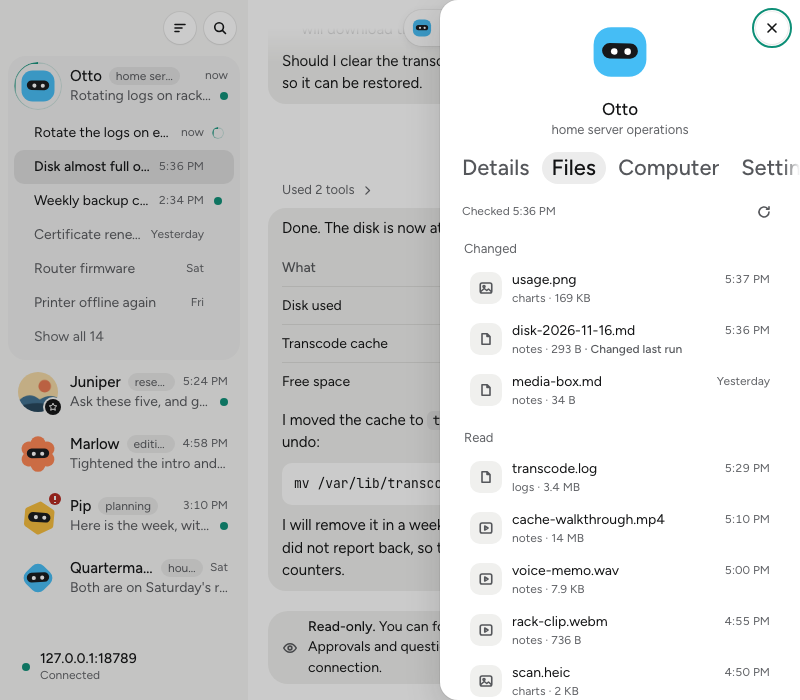 Otto home ser... now
Rotating logs on rack...
Rotate the logs on e... now
Disk almost full o... 5:36 PM
Weekly backup c... 2:34 PM
Certificate rene... Yesterday
Router firmware Sat
Printer offline again Fri
Show all 14
Juniper rese... 5:24 PM
Ask these five, and g...
Marlow editi... 4:58 PM
Tightened the intro and...
Pip planning 3:10 PM
Here is the week, wit...
Quarterma... hou... Sat
Both are on Saturday's r...
127.0.0.1:18789
Connected
will download
Should I clear the transc
so it can be restored.
Used 2 tools
Done. The disk is now at
What
Disk used
Transcode cache
Free space
I moved the cache to t
undo:
mv /var/lib/transco
I will remove it in a week
did not report back, so t
counters.
Read-only. You can fo
Approvals and questi
connection.
Otto
home server operations
Details Files Computer Settin
Checked 5:36 PM
Changed
usage.png 5:37 PM
charts · 169 KB
disk-2026-11-16.md 5:36 PM
notes · 293 B · Changed last run
media-box.md Yesterday
notes · 34 B
Read
transcode.log 5:29 PM
logs · 3.4 MB
cache-walkthrough.mp4 5:10 PM
notes · 14 MB
voice-memo.wav 5:00 PM
notes · 7.9 KB
rack-clip.webm 4:55 PM
notes · 736 B
scan.heic 4:50 PM
charts · 2 KB